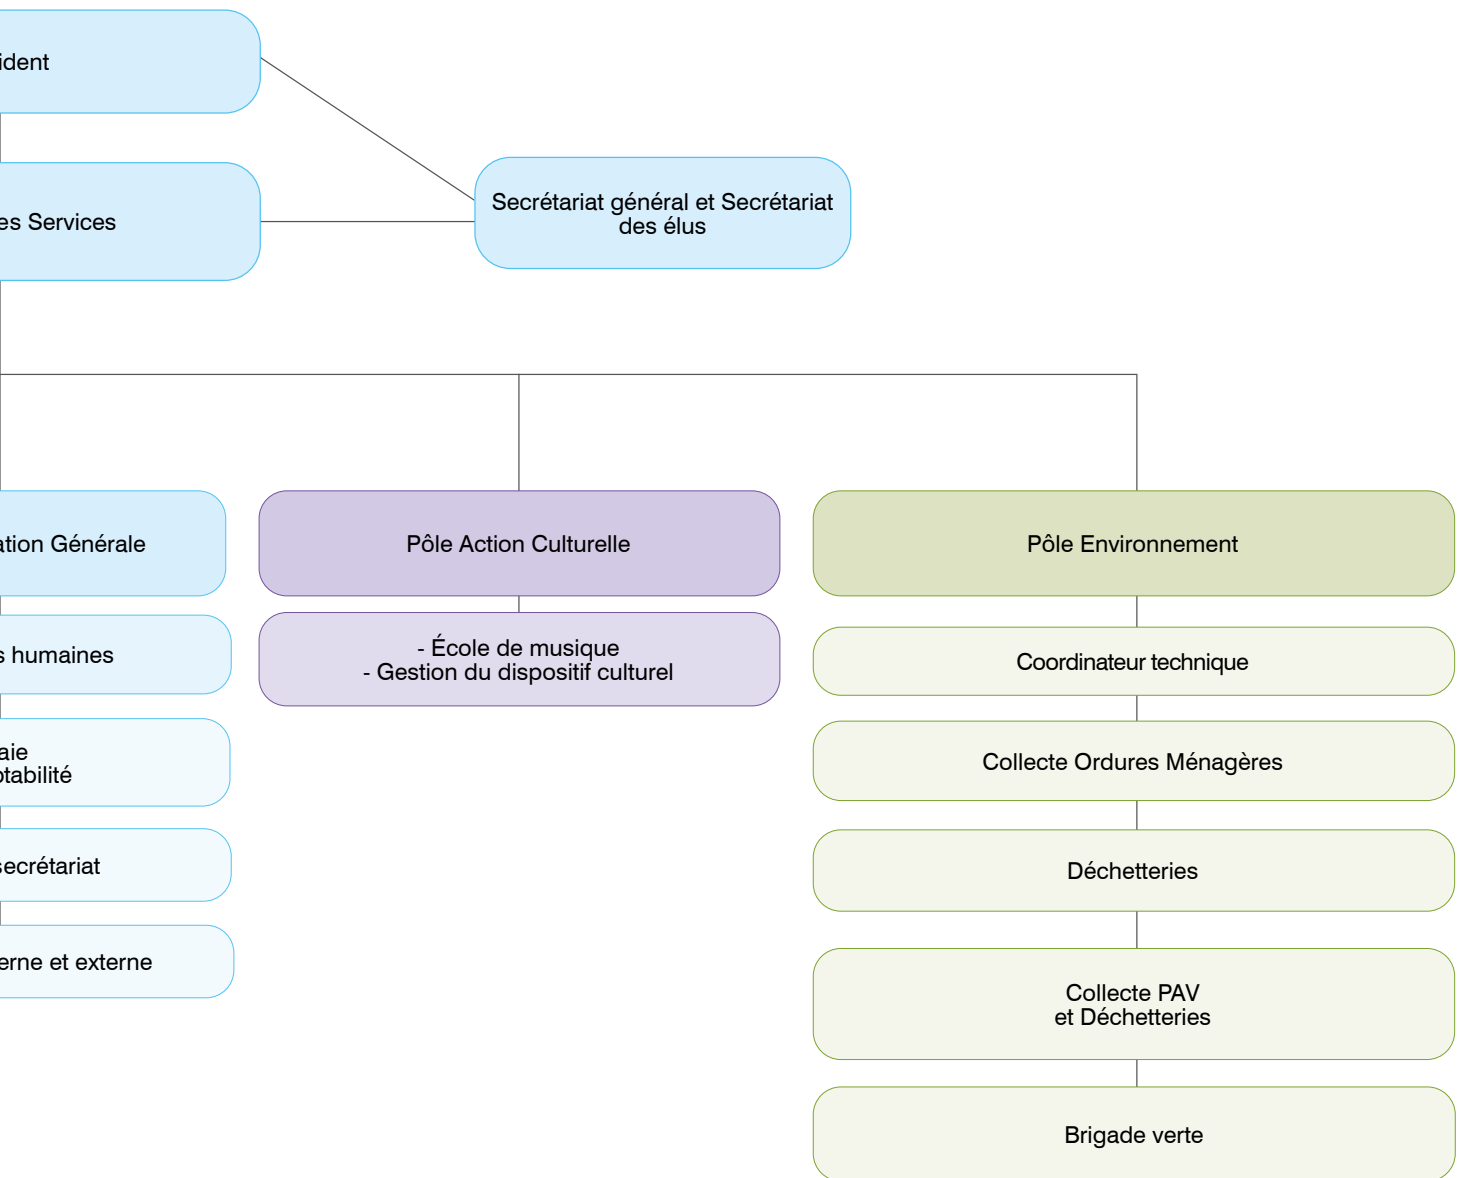 ident
es Services
Secrétariat général et Secrétariat
des élus
ation Générale
Pôle Action Culturelle
Pôle Environnement
s humaines
- École de musique
- Gestion du dispositif culturel
Coordinateur technique
aie
ptabilité
Collecte Ordures Ménagères
secrétariat
Déchetteries
erne et externe
Collecte PAV
et Déchetteries
Brigade verte